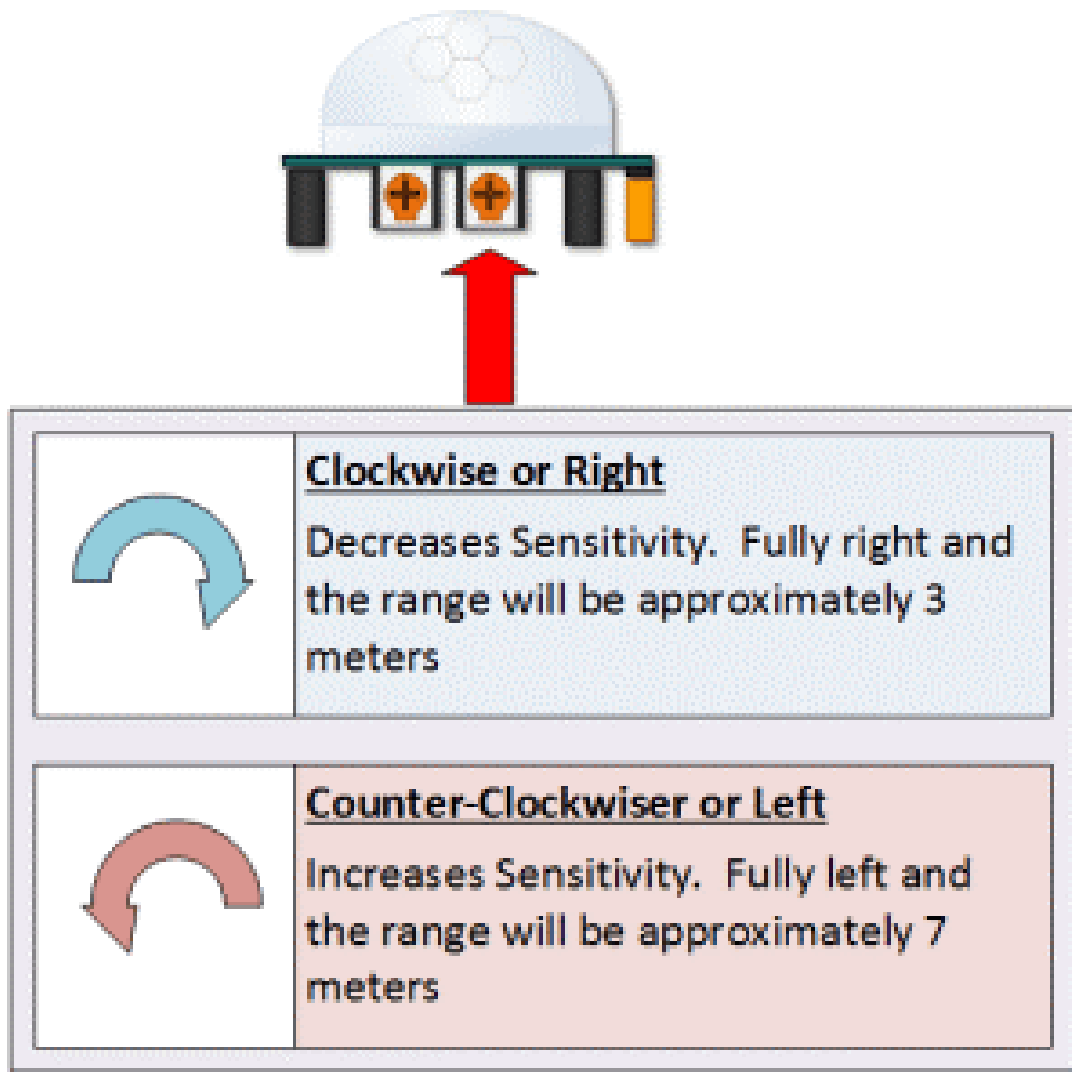 Clockwise or Right
Decreases Sensitivity.  Fully right and
the range will be approximately 3
meters
Counter-Clockwiser or Left
Increases Sensitivity.  Fully left and
the range will be approximately 7
meters